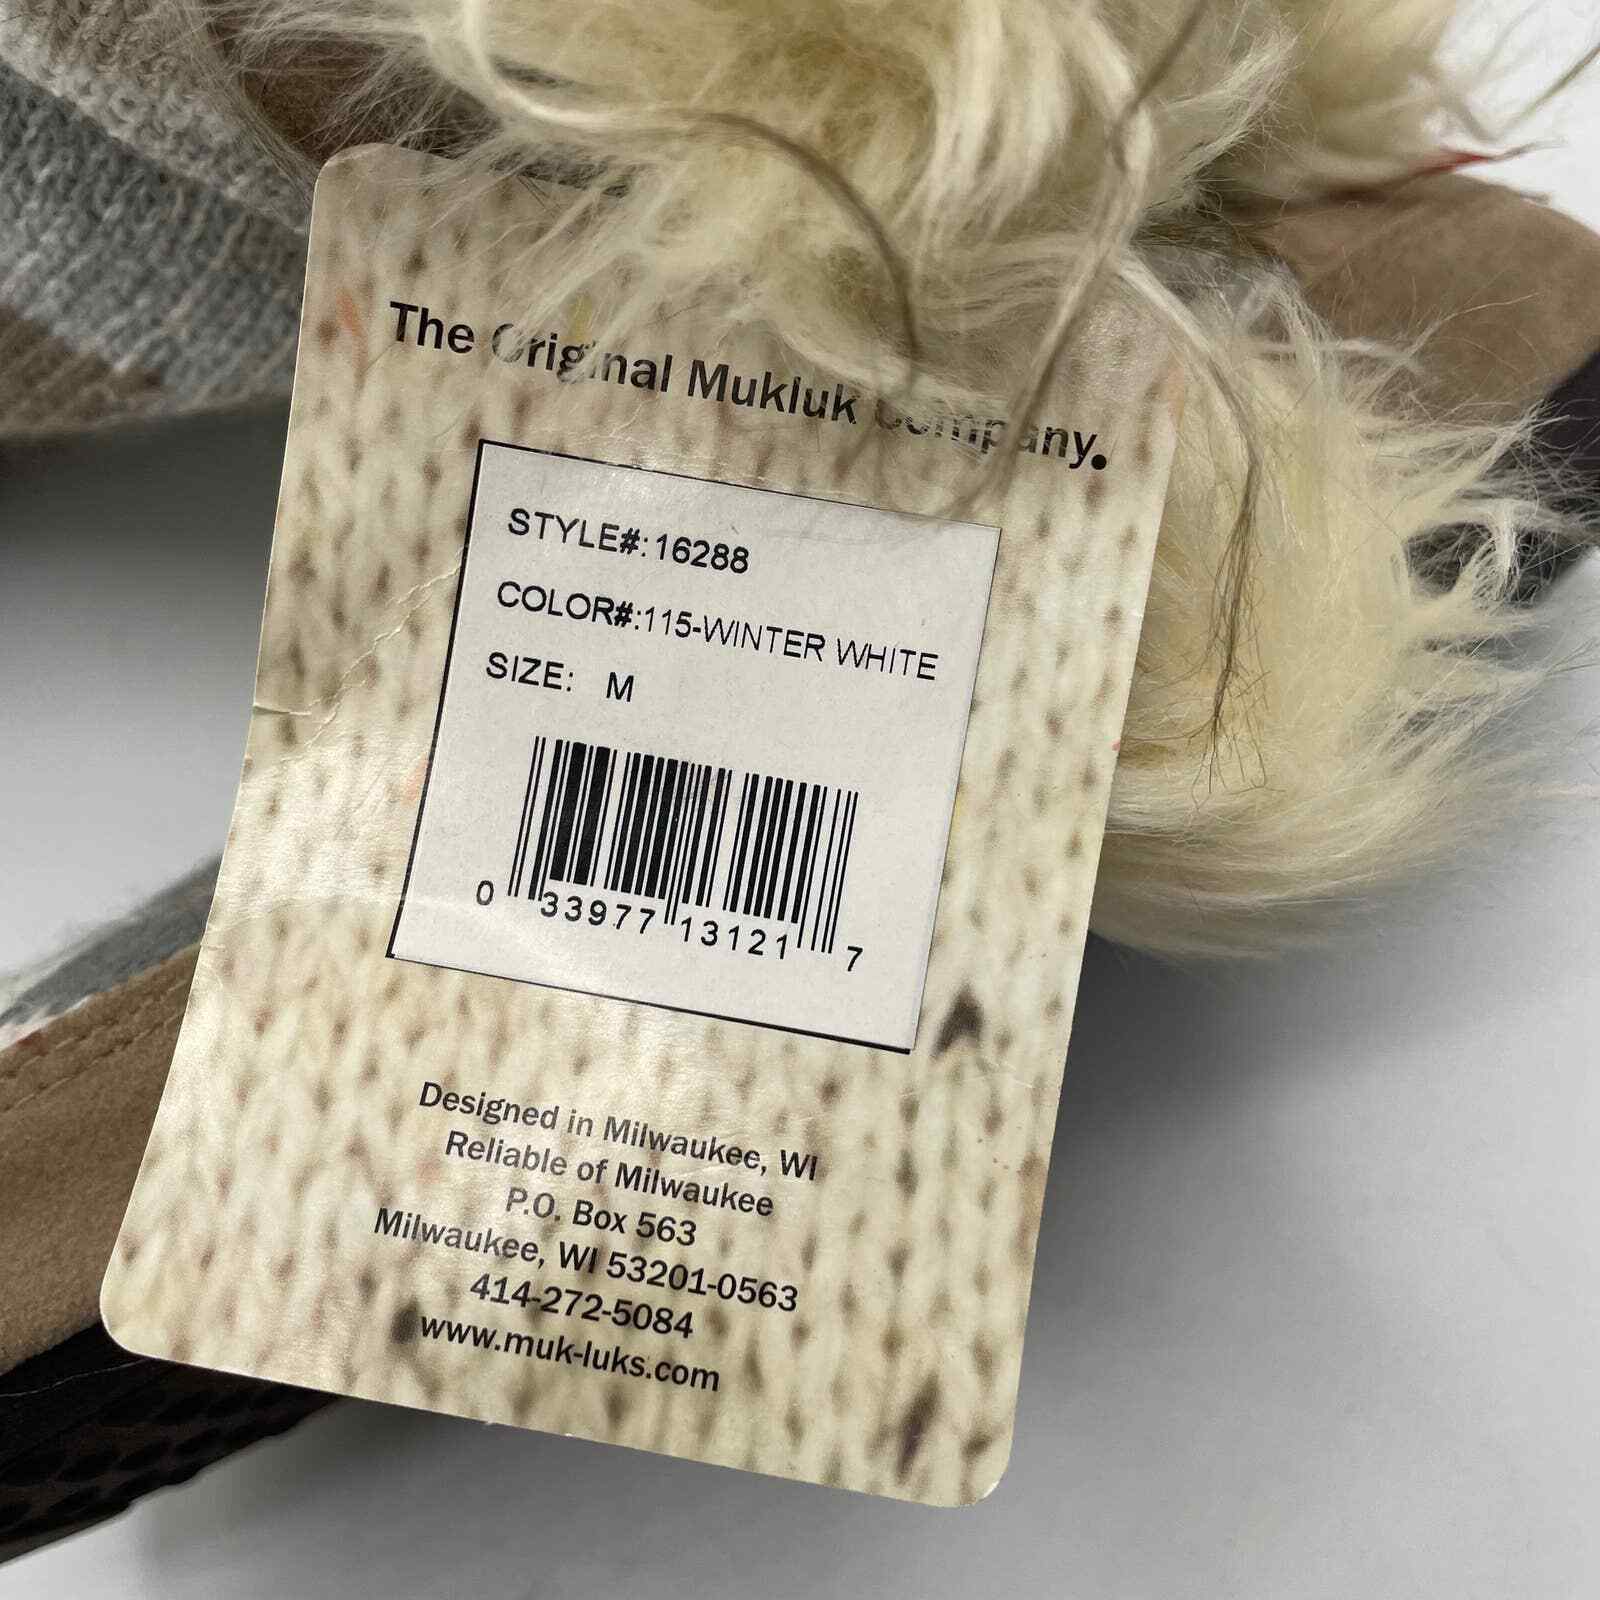 The Original Mukluk Company.
STYLE#:16288
COLOR#:115-WINTER WHITE
SIZE: M
0 33977 13121 7
Designed in Milwaukee, WI
Reliable of Milwaukee
P.O. Box 563
Milwaukee, WI 53201-0563
414-272-5084
www.muk-luks.com